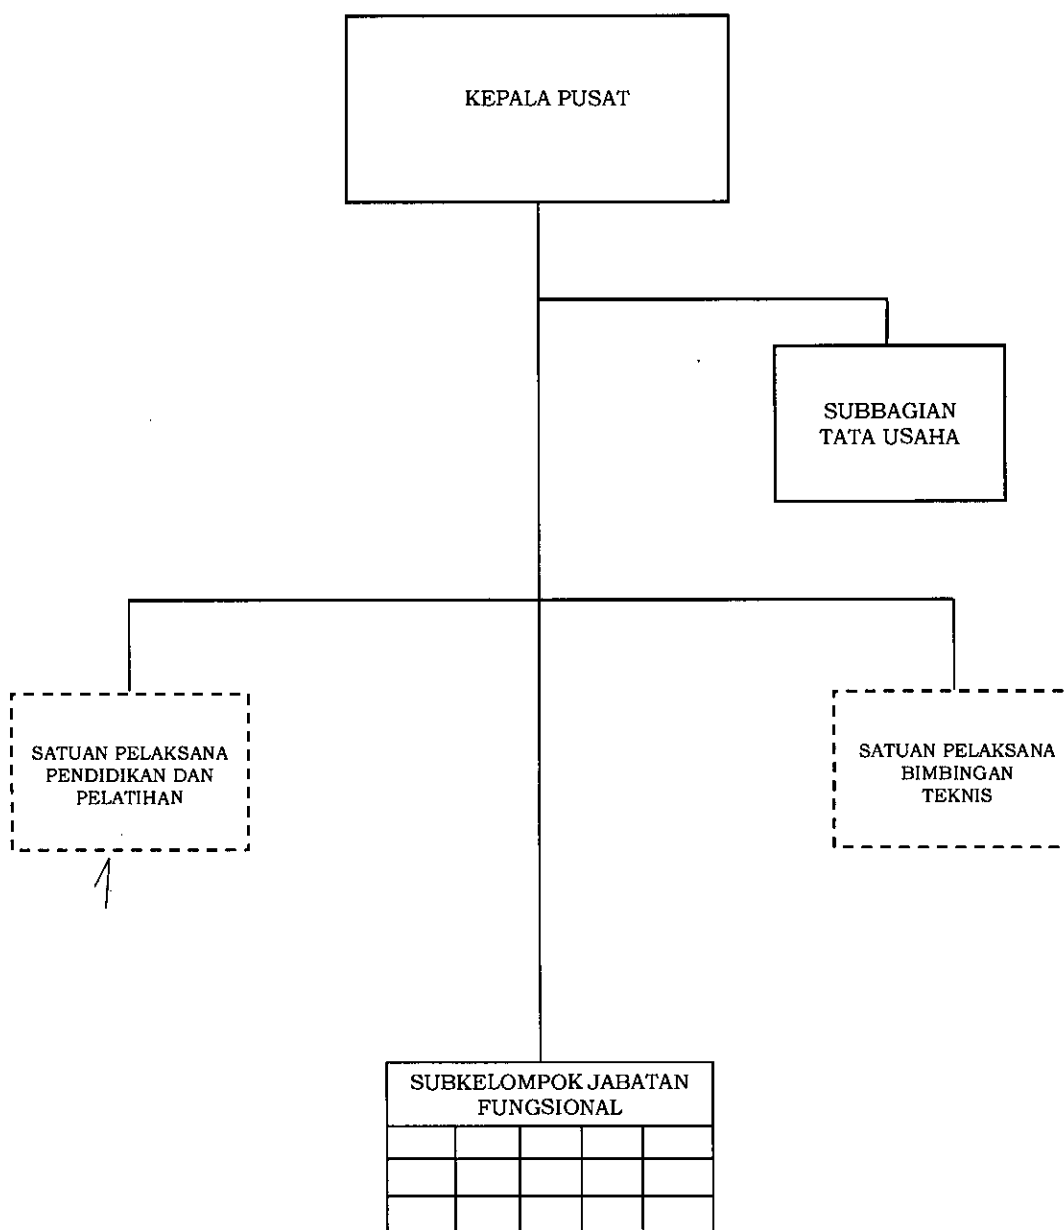 KEPALA PUSAT
SUBBAGIAN
TATA USAHA
SATUAN PELAKSANA
PENDIDIKAN DAN
PELATIHAN
SATUAN PELAKSANA
BIMBINGAN
TEKNIS
SUBKELOMPOK JABATAN
FUNGSIONAL